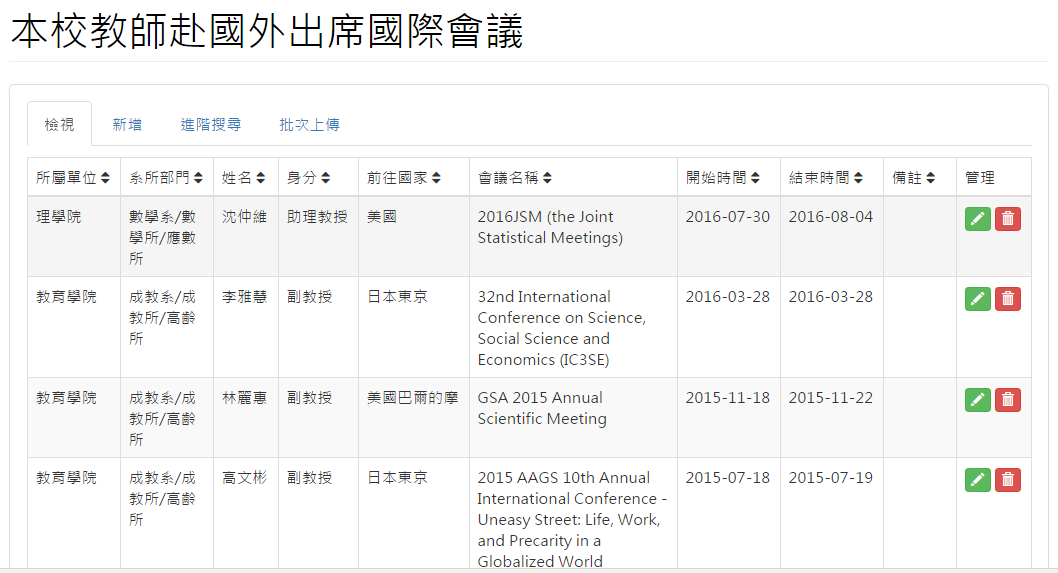 本校教師赴國外出席國際會議
檢視 新增 進階搜尋 批次上傳
所屬單位 系所部門 姓名 身分 前往國家 會議名稱 開始時間 結束時間 備註 管理
理學院 數學系/數 沈仲維 助理教授 美國 2016JSM (the Joint 2016-07-30 2016-08-04
學所/應數 Statistical Meetings)
所
教育學院 成教系/成 李雅慧 副教授 日本東京 32nd International 2016-03-28 2016-03-28
教所/高齡 Conference on Science,
所 Social Science and
Economics (IC3SE)
教育學院 成教系/成 林麗惠 副教授 美國巴爾的摩 GSA 2015 Annual 2015-11-18 2015-11-22
教所/高齡 Scientific Meeting
所
教育學院 成教系/成 高文彬 副教授 日本東京 2015 AAGS 10th Annual 2015-07-18 2015-07-19
教所/高齡 International Conference -
所 Uneasy Street: Life, Work,
and Precarity in a
Globalized World